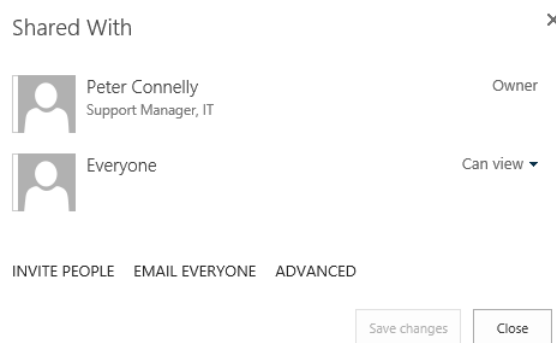 Shared With
Peter Connelly
Owner
Support Manager, IT
Everyone
Can view
INVITE PEOPLE EMAIL EVERYONE ADVANCED
Save changes
Close